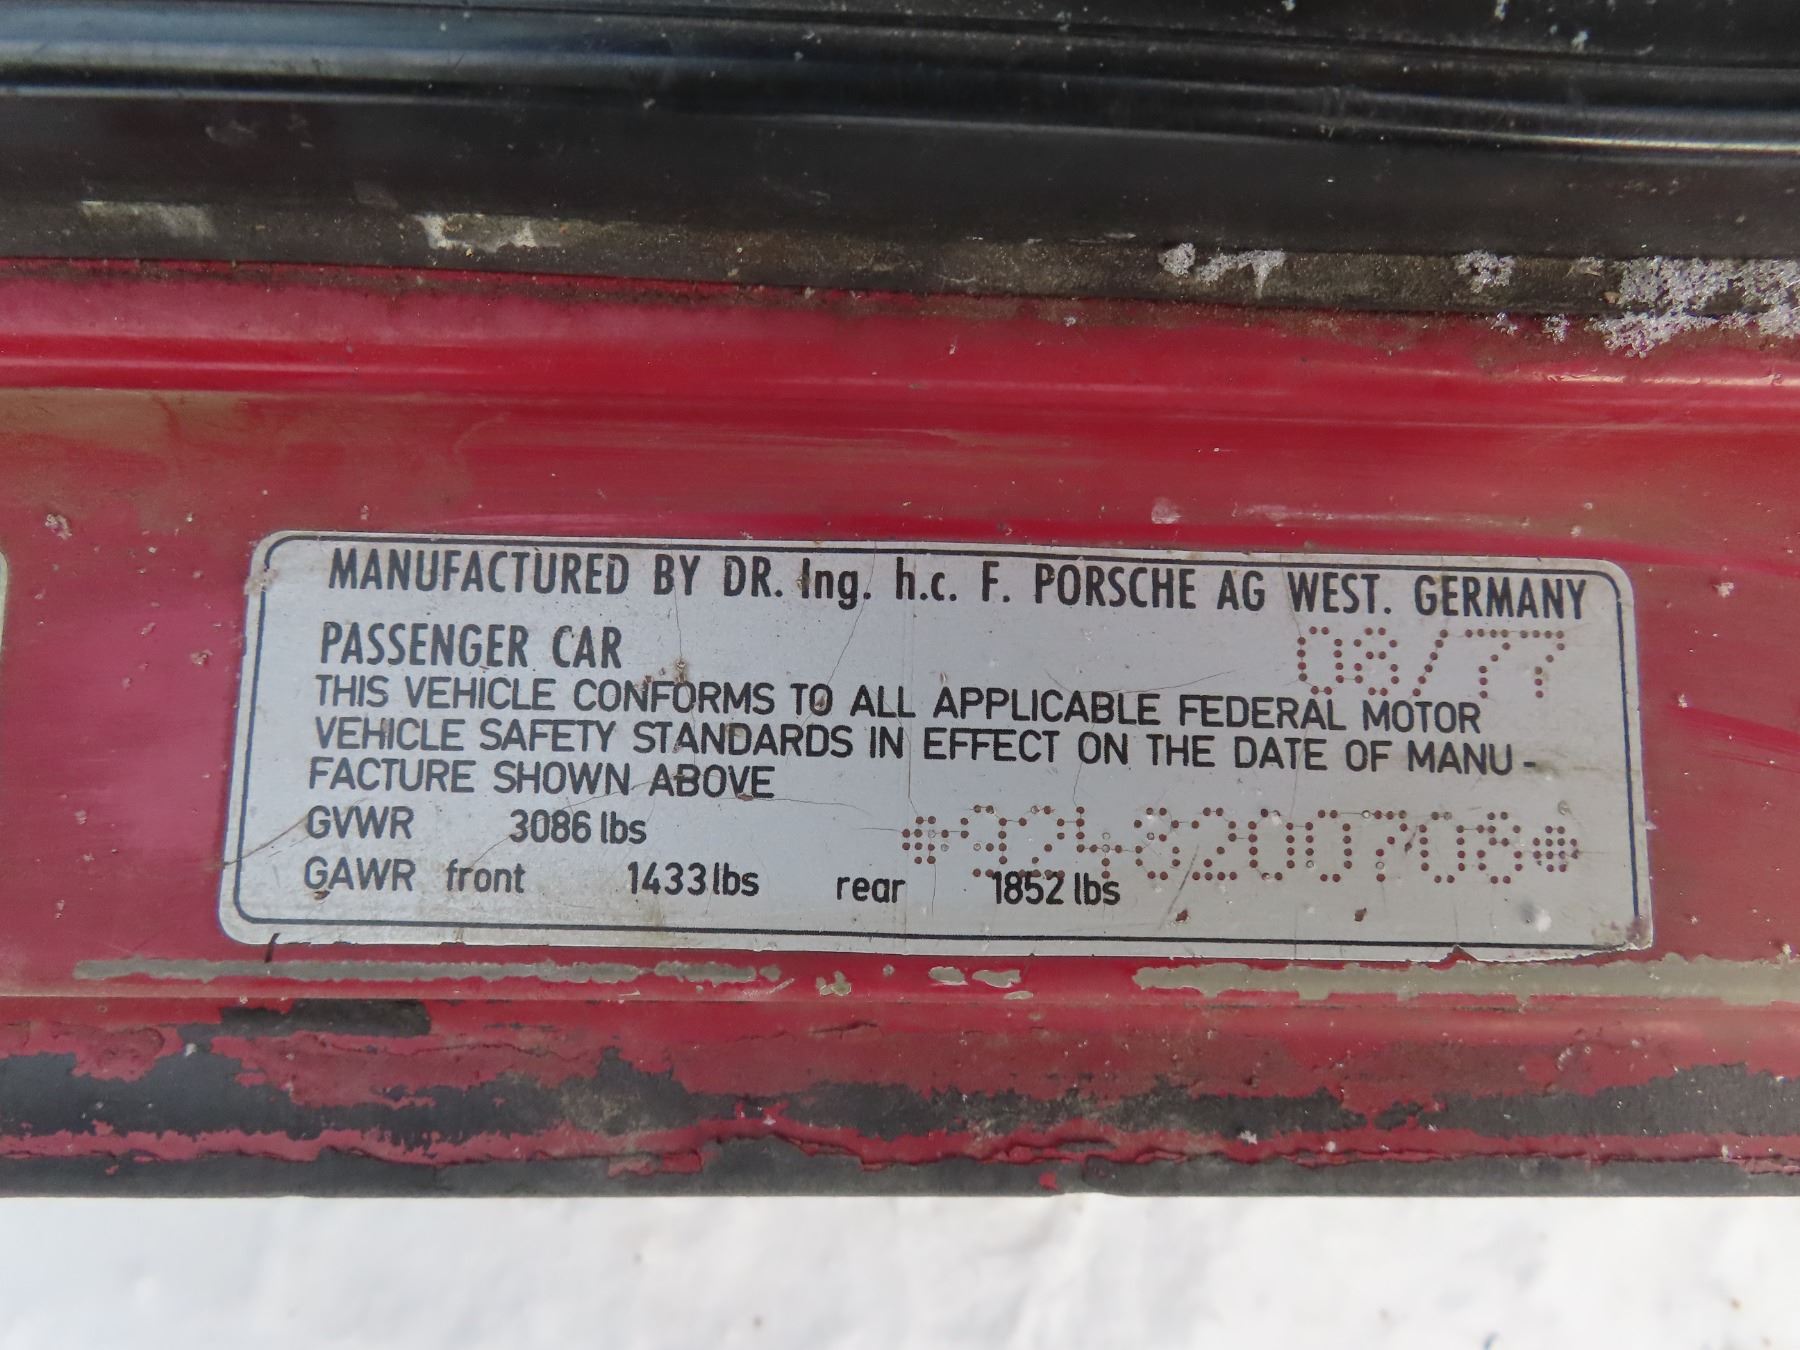 MANUFACTURED BY DR. Ing. h.c. F. PORSCHE AG WEST. GERMANY
PASSENGER CAR 08/77
THIS VEHICLE CONFORMS TO ALL APPLICABLE FEDERAL MOTOR
VEHICLE SAFETY STANDARDS IN EFFECT ON THE DATE OF MANU-
FACTURE SHOWN ABOVE
GVWR 3086 lbs *9248200708*
GAWR front 1433 lbs rear 1852 lbs